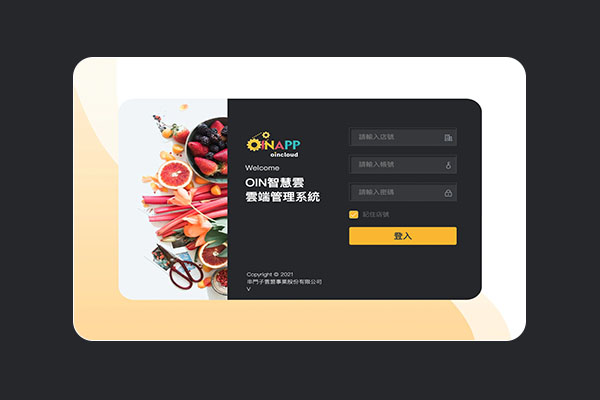 OINAPP
oincloud
Welcome
OIN智慧雲
雲端管理系統
請輸入店號
請輸入帳號
請輸入密碼
記住店號
登入
Copyright © 2021
串門子雲盟事業股份有限公司
V